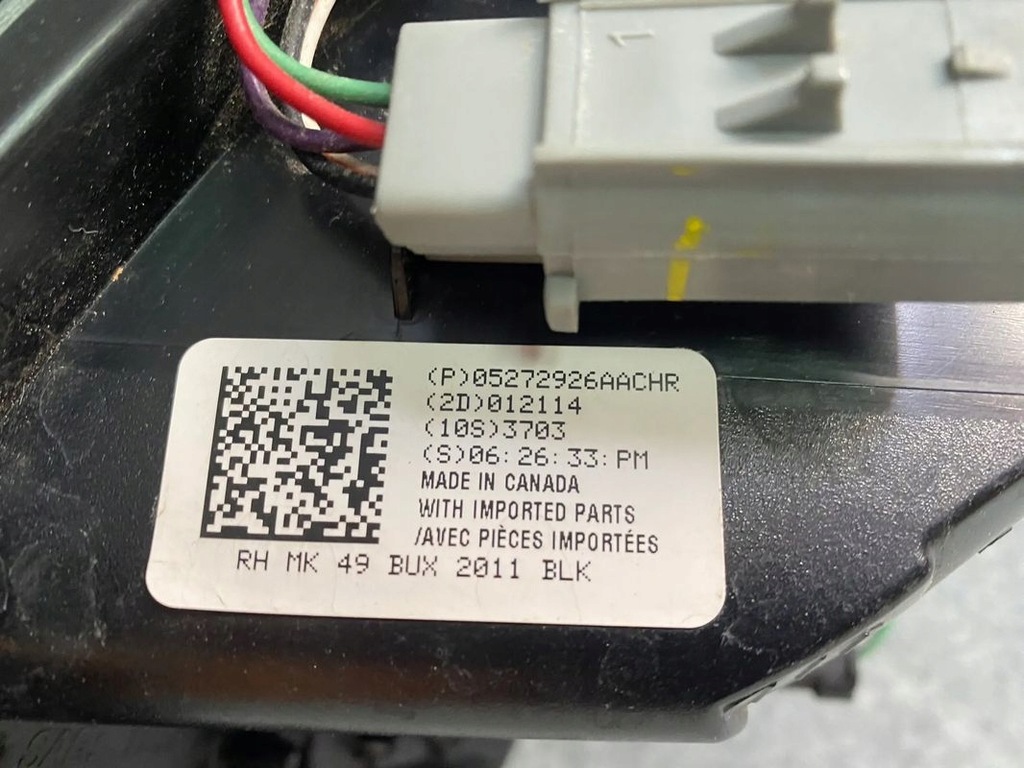 1
(P)05272926AACHR
(2D)012114
(10S)3703
(S)06:26:33:PM
MADE IN CANADA
WITH IMPORTED PARTS
/AVEC PIÈCES IMPORTÉES
RH MK 49 BUX 2011 BLK